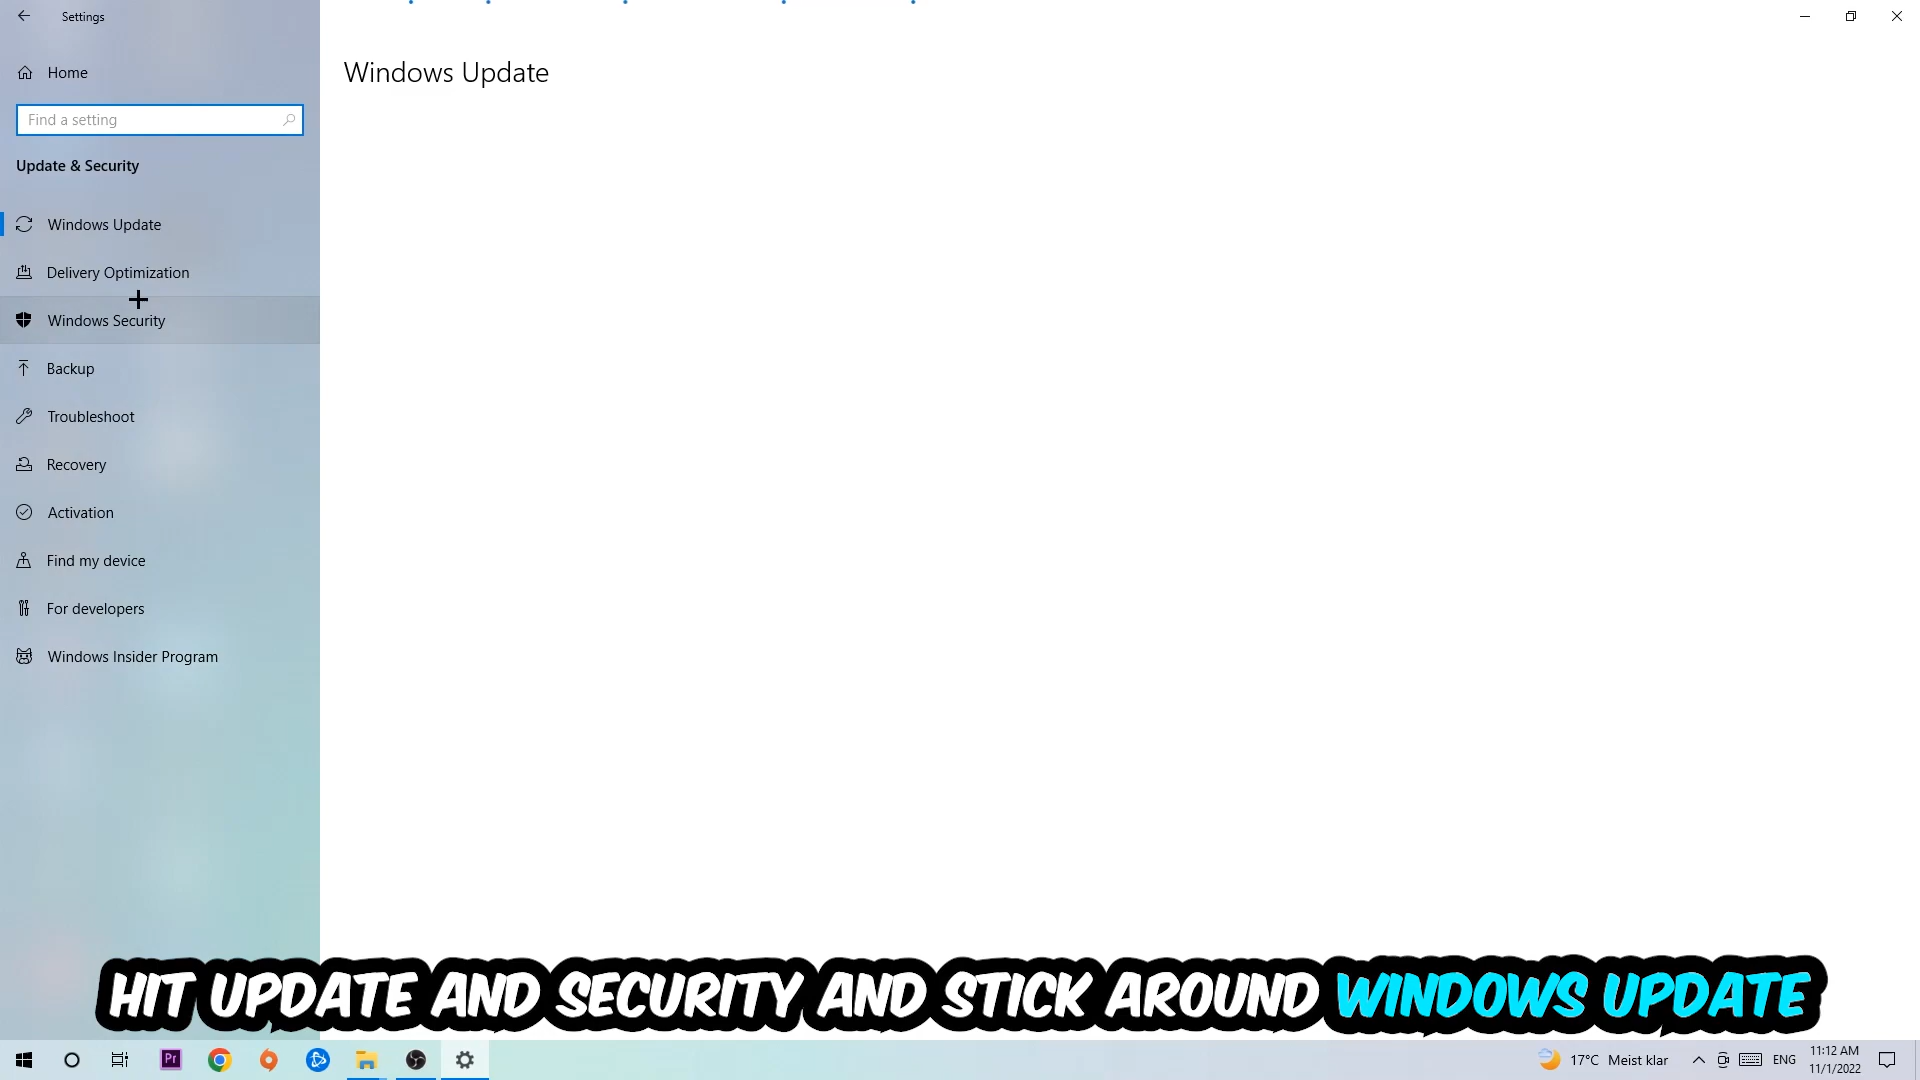 Settings
Home
Find a setting
Update & Security
Windows Update
Delivery Optimization
Windows Security
Backup
Troubleshoot
Recovery
Activation
Find my device
For developers
Windows Insider Program
Windows Update
HIT UPDATE AND SECURITY AND STICK AROUND WINDOWS UPDATE
Pr
17°C Meist klar
ENG
11:12 AM
11/1/2022